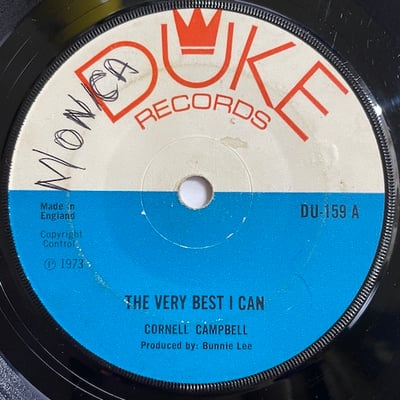 DUKE
RECORDS
MONICA
Made in
England
DU-159 A
Copyright
Control
℗ 1973
THE VERY BEST I CAN
CORNELL CAMPBELL
Produced by: Bunnie Lee